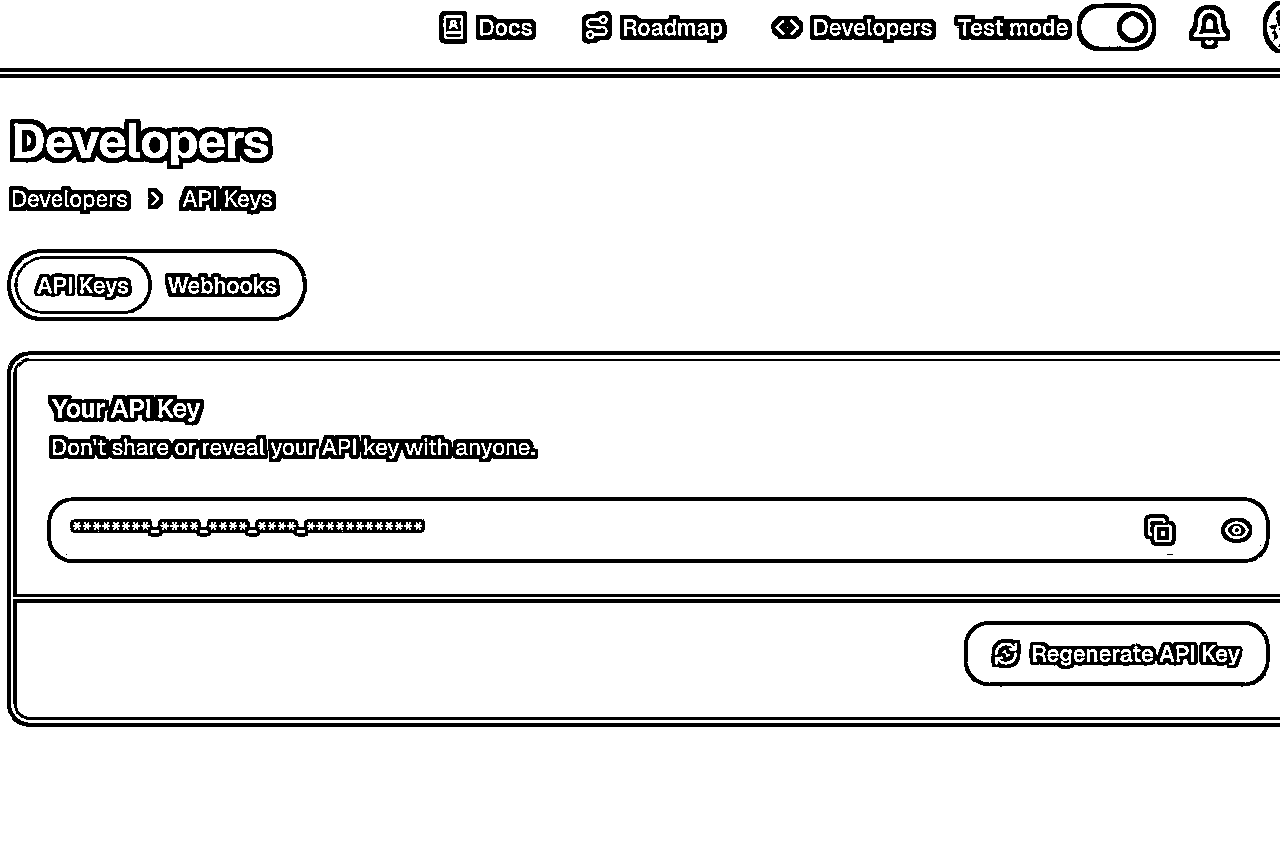 Docs Roadmap Developers Test mode
Developers
Developers > API Keys
API Keys Webhooks
Your API Key
Don't share or reveal your API key with anyone.
********_****_****_****_************
Regenerate API Key